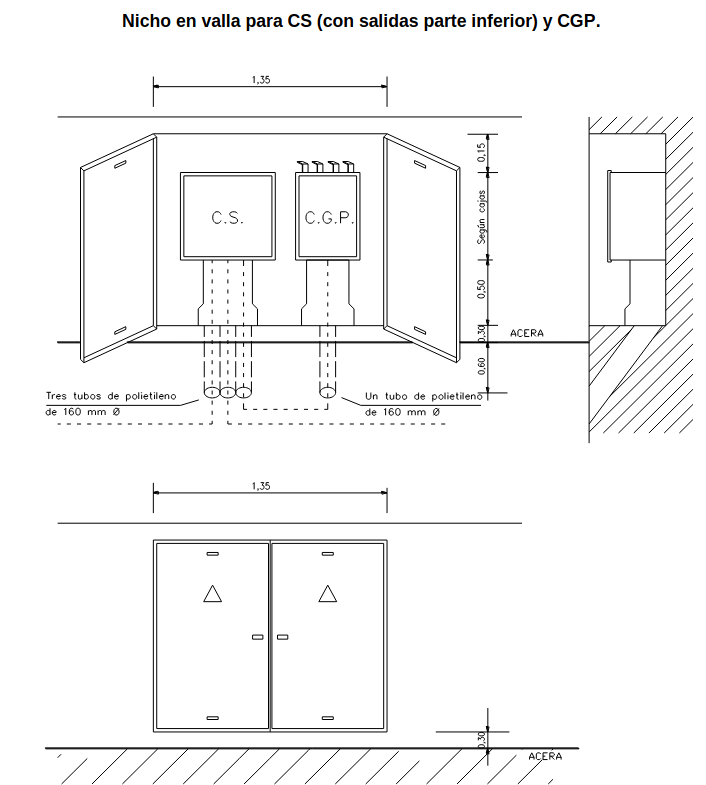 Nicho en valla para CS (con salidas parte inferior) y CGP.
1,35
0,15
C.S.
C.G.P.
Según cajas
0,50
0,30
ACERA
0,60
Tres tubos de polietileno
de 160 mm Ø
Un tubo de polietileno
de 160 mm Ø
1,35
0,30
ACERA